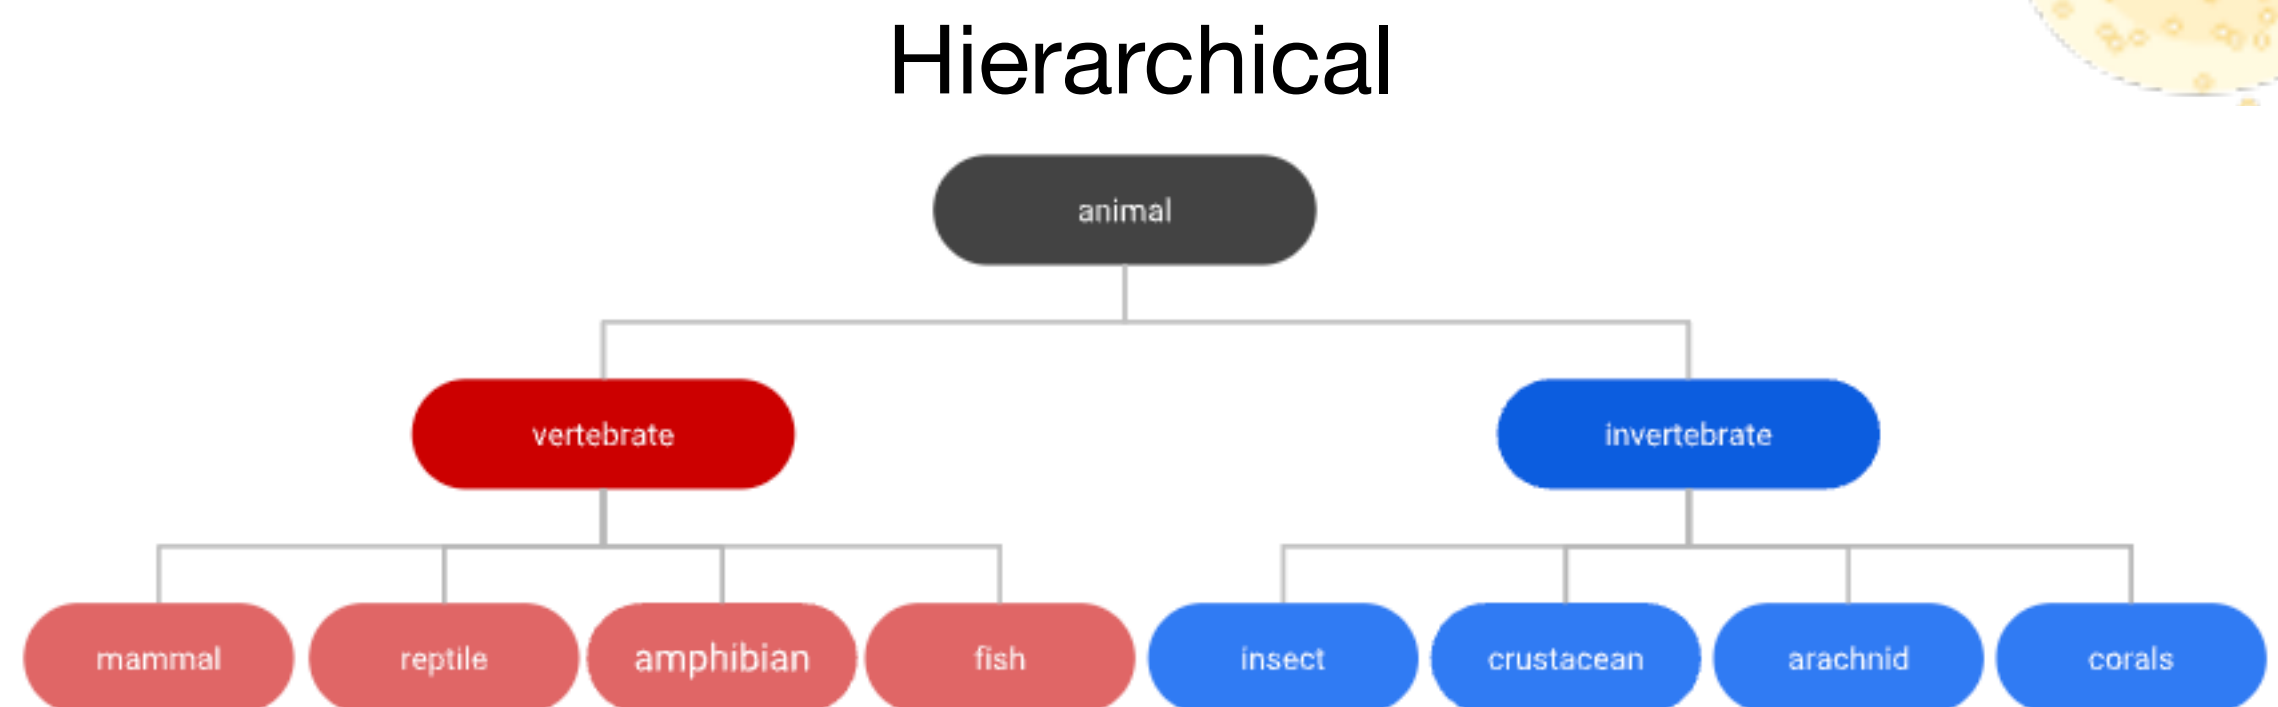 Hierarchical
animal
vertebrate
invertebrate
mammal
reptile
amphibian
fish
insect
crustacean
arachnid
corals